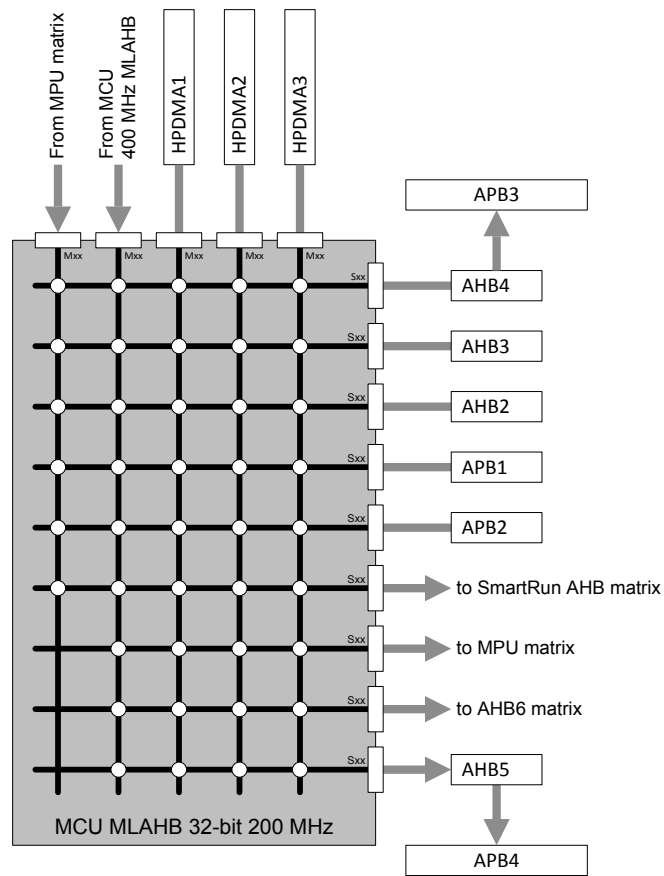 From MPU matrix
From MCU
400 MHz MLAHB
HPDMA1
HPDMA2
HPDMA3
APB3
Mxx
Mxx
Mxx
Mxx
Mxx
Sxx
AHB4
Sxx
AHB3
Sxx
AHB2
Sxx
APB1
Sxx
APB2
Sxx
to SmartRun AHB matrix
Sxx
to MPU matrix
Sxx
to AHB6 matrix
Sxx
AHB5
MCU MLAHB 32-bit 200 MHz
APB4